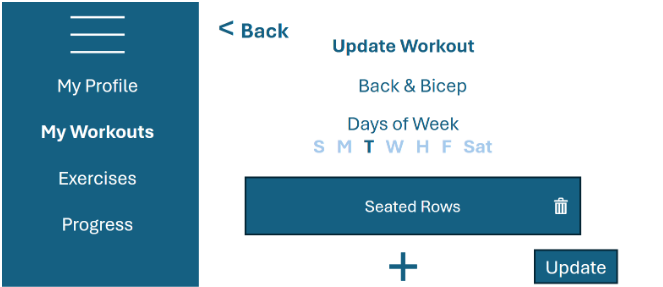 My Profile
My Workouts
Exercises
Progress
< Back
Update Workout
Back & Bicep
Days of Week
S M T W H F Sat
Seated Rows
+
Update